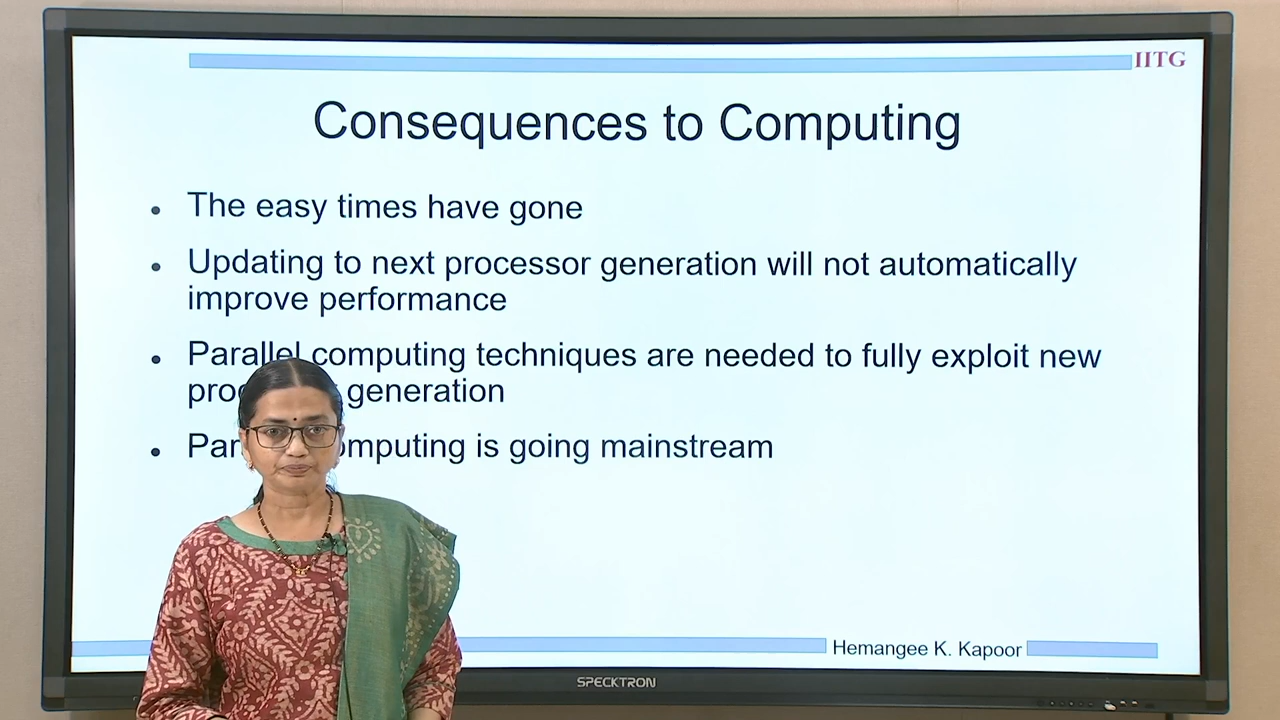 IITG
Consequences to Computing
• The easy times have gone
• Updating to next processor generation will not automatically
improve performance
• Parallel computing techniques are needed to fully exploit new
generation
• computing is going mainstream
Hemangee K. Kapoor
SPECKTRON